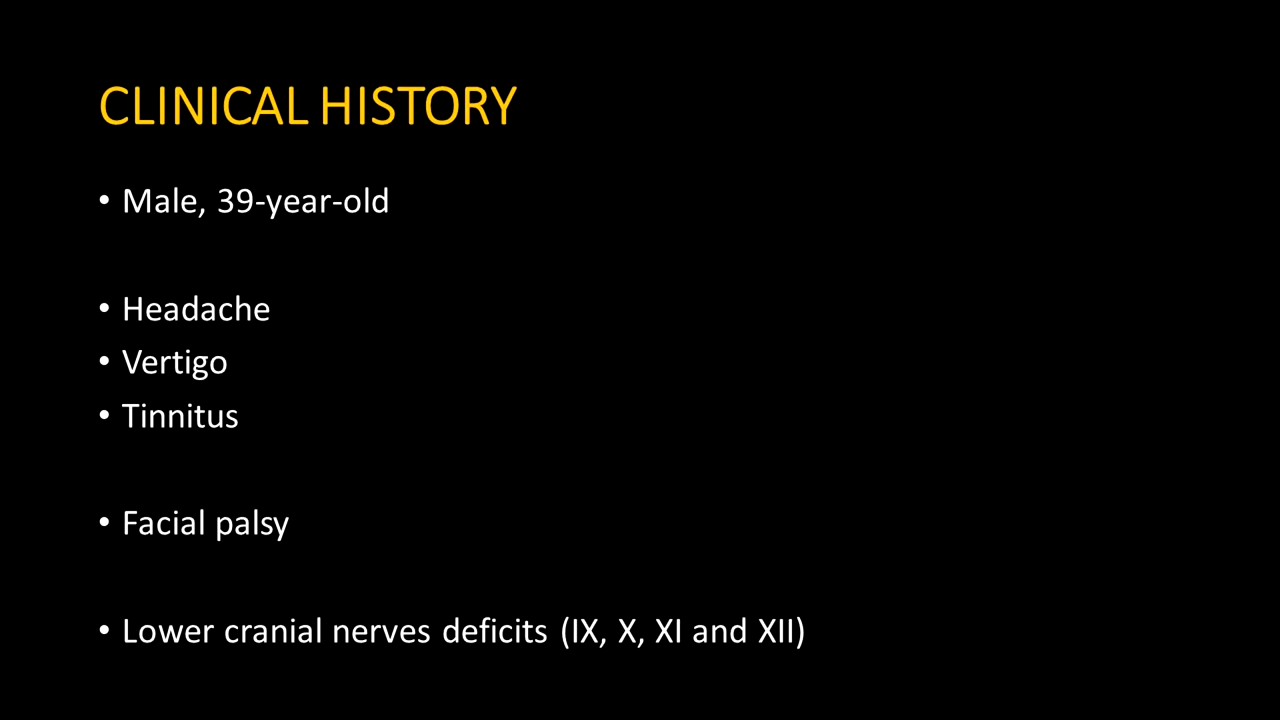 CLINICAL HISTORY
• Male, 39-year-old
• Headache
• Vertigo
• Tinnitus
• Facial palsy
• Lower cranial nerves deficits (IX, X, XI and XII)